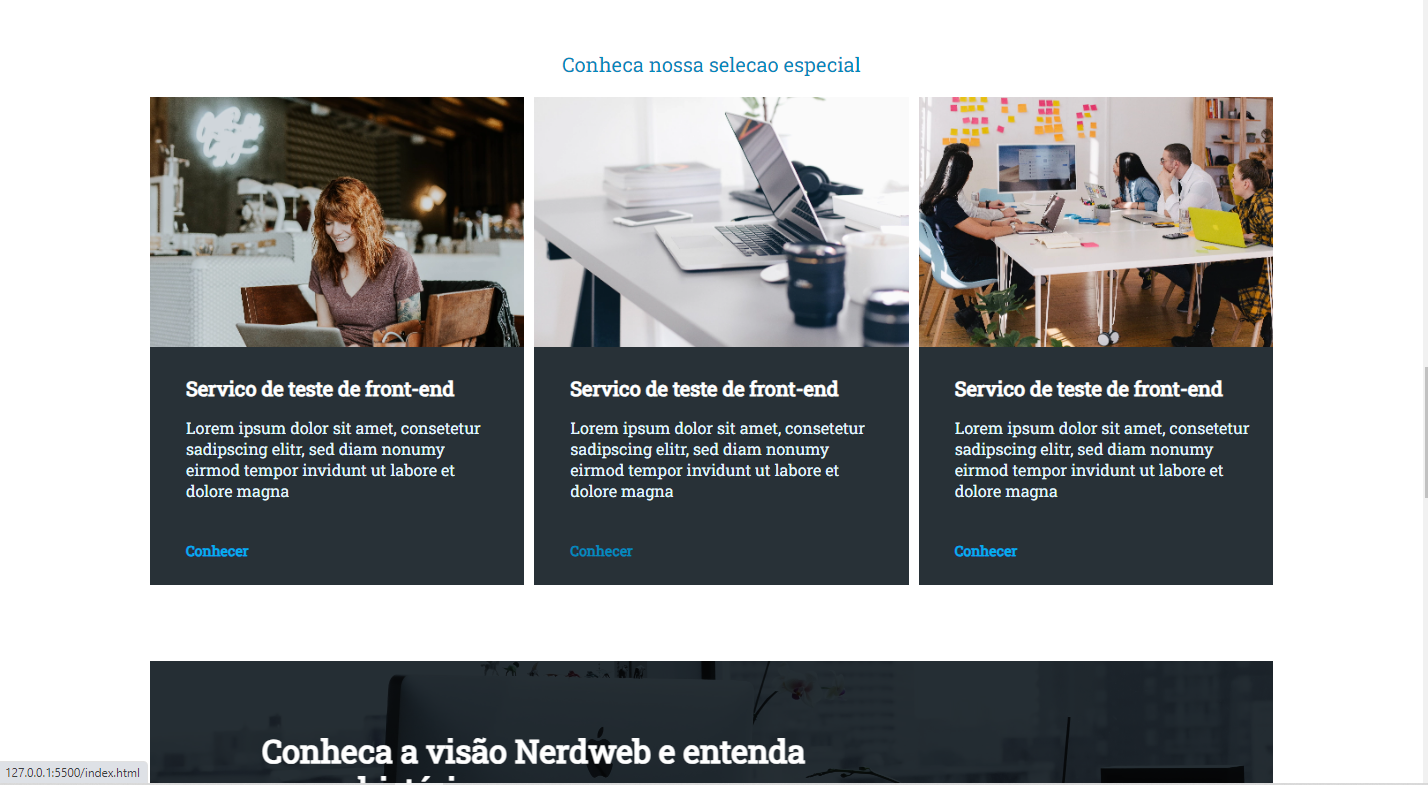 Conheca nossa selecao especial
Servico de teste de front-end
Lorem ipsum dolor sit amet, consetetur
sadipscing elitr, sed diam nonumy
eirmod tempor invidunt ut labore et
dolore magna
Conhecer
Servico de teste de front-end
Lorem ipsum dolor sit amet, consetetur
sadipscing elitr, sed diam nonumy
eirmod tempor invidunt ut labore et
dolore magna
Conhecer
Servico de teste de front-end
Lorem ipsum dolor sit amet, consetetur
sadipscing elitr, sed diam nonumy
eirmod tempor invidunt ut labore et
dolore magna
Conhecer
Conheca a visão Nerdweb e entenda
127.0.0.1:5500/index.html